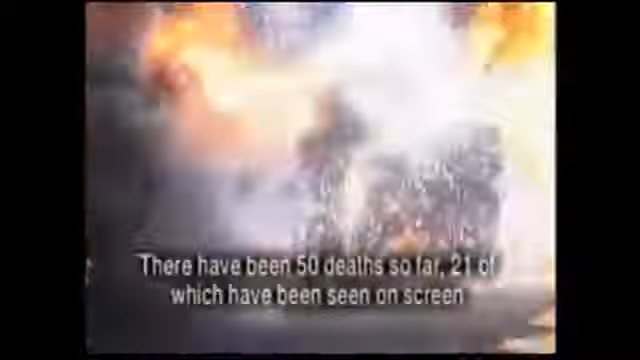 There have been 50 deaths so far, 21 of
which have been seen on screen